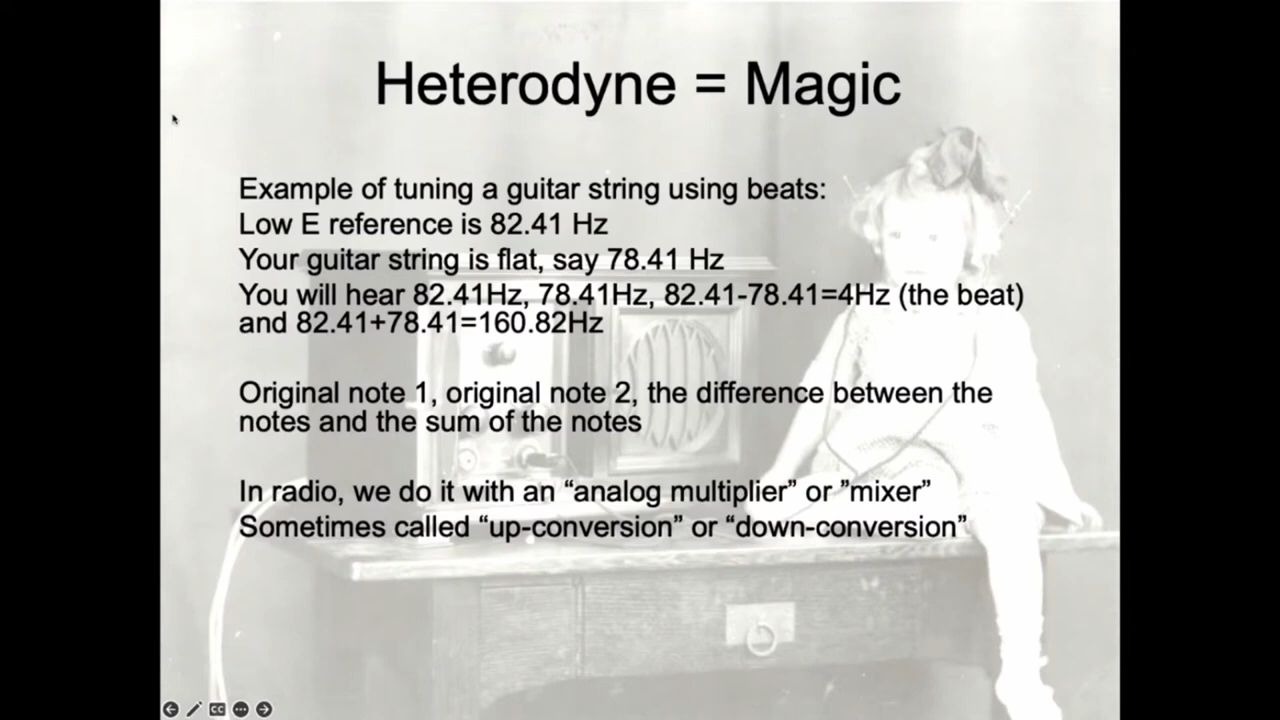 Heterodyne = Magic
Example of tuning a guitar string using beats:
Low E reference is 82.41 Hz
Your guitar string is flat, say 78.41 Hz
You will hear 82.41Hz, 78.41Hz, 82.41-78.41=4Hz (the beat)
and 82.41+78.41=160.82Hz
Original note 1, original note 2, the difference between the
notes and the sum of the notes
In radio, we do it with an “analog multiplier” or ”mixer”
Sometimes called “up-conversion” or “down-conversion”
CC